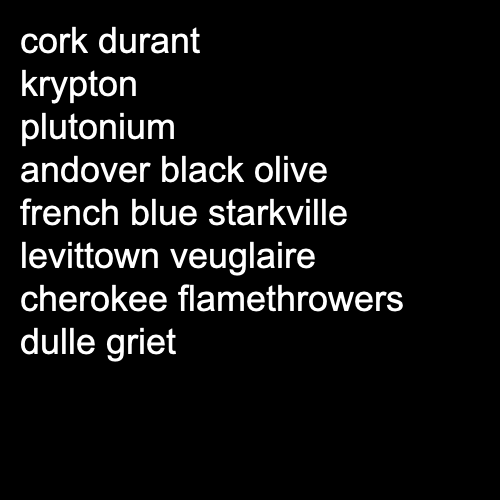 cork durant
krypton
plutonium
andover black olive
french blue starkville
levittown veuglaire
cherokee flamethrowers
dulle griet